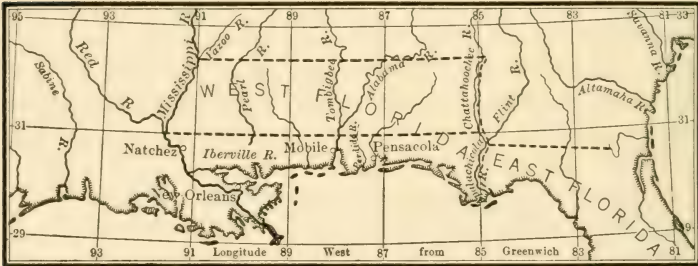 95 93 91 89 87 85 83 81 33
Sabine R.
Red R.
Mississippi R.
Yazoo R.
Pearl R.
Tombigbee R.
Alabama R.
Chattahoochee R.
Flint R.
Altamaha R.
Savanna R.
WEST FLORIDA
31 31
Natchez
Iberville R.
Mobile
Perdido R.
Pensacola
Apalachicola R.
EAST FLORIDA
New Orleans
29 29
93 91 Longitude 89 West 87 from 85 Greenwich 83 81